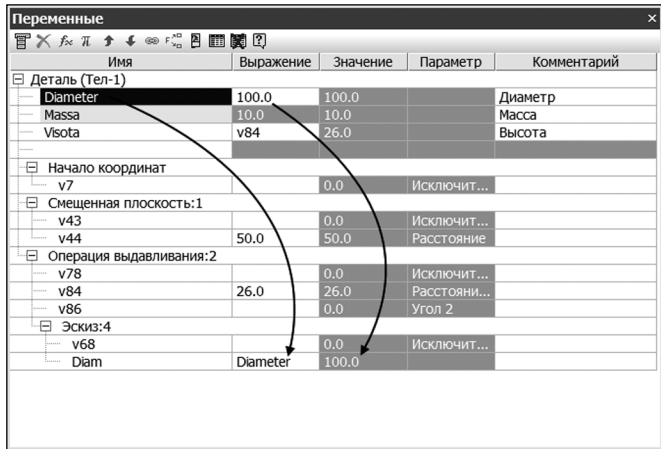 Переменные
Имя Выражение Значение Параметр Комментарий
Деталь (Тел-1)
Diameter 100.0 100.0 Диаметр
Massa 10.0 10.0 Масса
Visota v84 26.0 Высота
Начало координат
v7 0.0 Исключит...
Смещенная плоскость:1
v43 0.0 Исключит...
v44 50.0 50.0 Расстояние
Операция выдавливания:2
v78 0.0 Исключит...
v84 26.0 26.0 Расстояни...
v86 0.0 Угол 2
Эскиз:4
v68 0.0 Исключит...
Diam Diameter 100.0